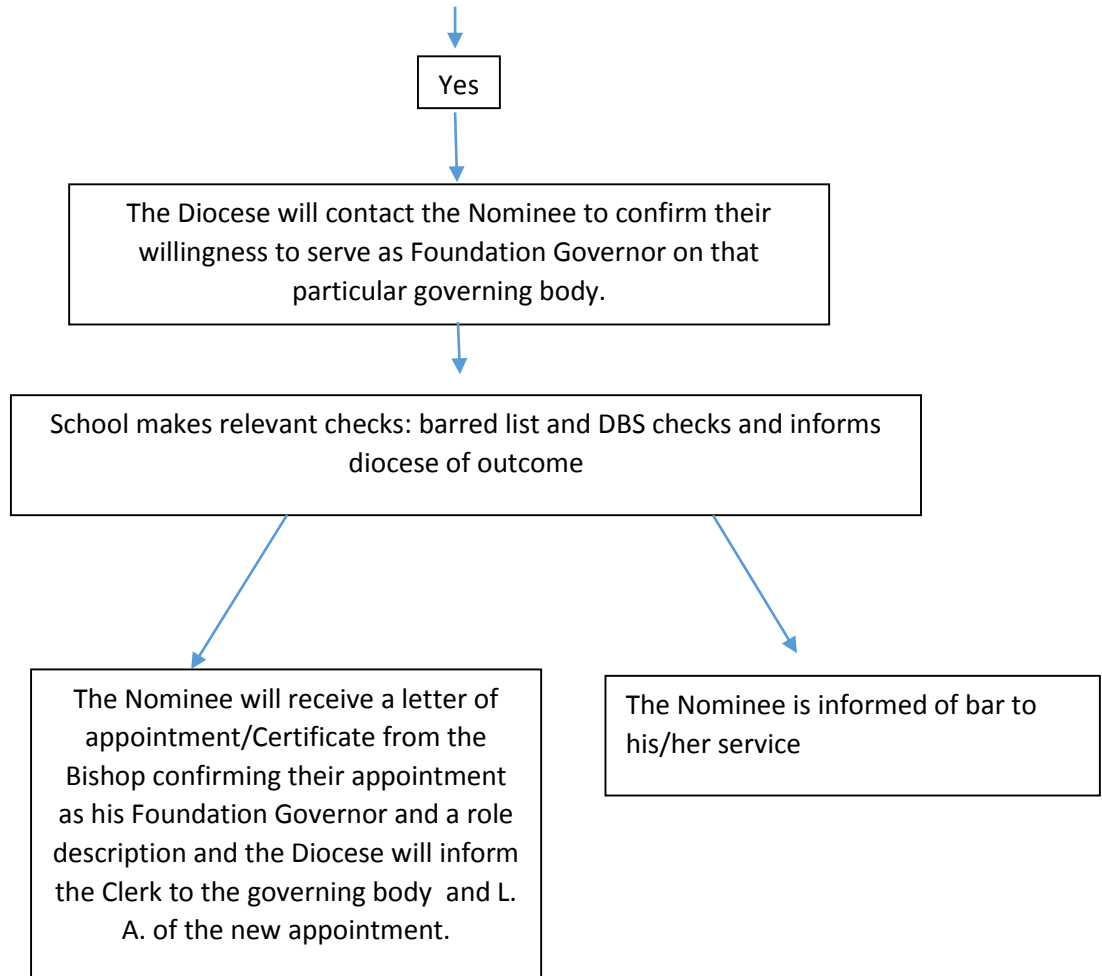 Yes
The Diocese will contact the Nominee to confirm their
willingness to serve as Foundation Governor on that
particular governing body.
School makes relevant checks: barred list and DBS checks and informs
diocese of outcome
The Nominee will receive a letter of
appointment/Certificate from the
Bishop confirming their appointment
as his Foundation Governor and a role
description and the Diocese will inform
the Clerk to the governing body  and L.
A. of the new appointment.
The Nominee is informed of bar to
his/her service